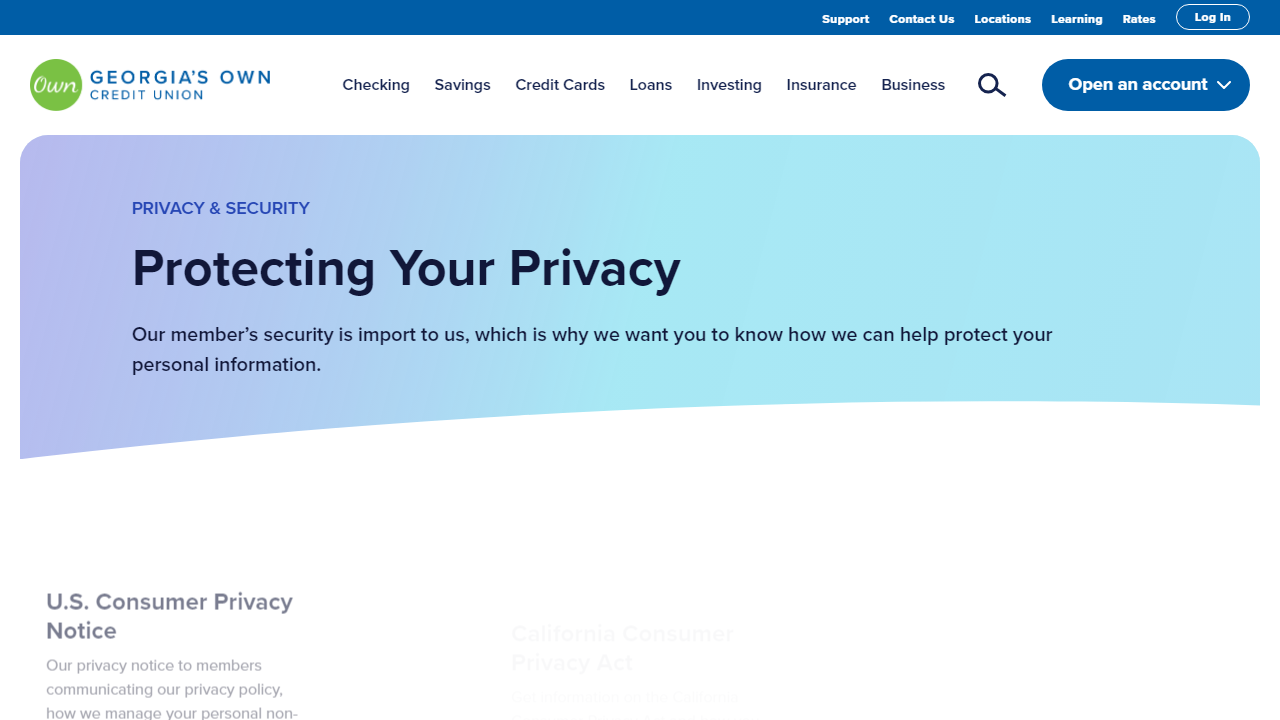 Support Contact Us Locations Learning Rates Log In
Own GEORGIA'S OWN
CREDIT UNION
Checking Savings Credit Cards Loans Investing Insurance Business Open an account
PRIVACY & SECURITY
Protecting Your Privacy
Our member’s security is import to us, which is why we want you to know how we can help protect your
personal information.
U.S. Consumer Privacy
Notice
Our privacy notice to members
communicating our privacy policy,
how we manage your personal non-
California Consumer
Privacy Act
Get information on the California